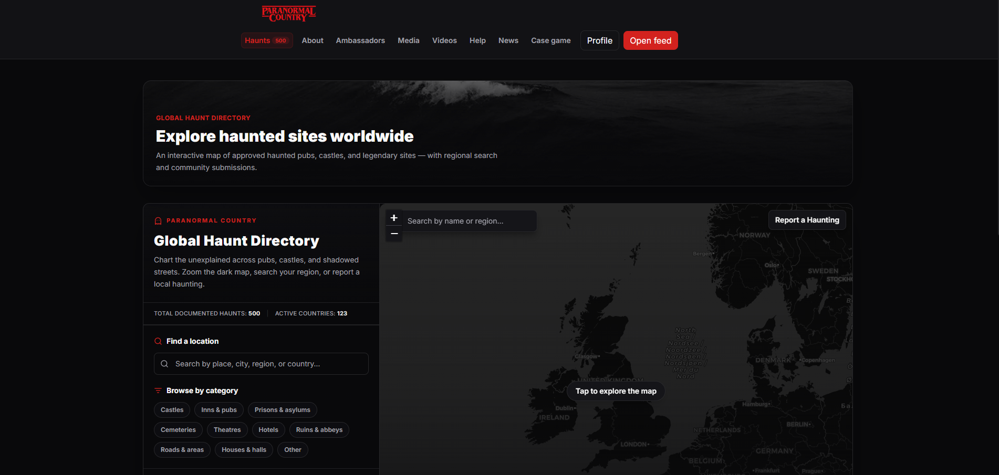 PARANORMAL
COUNTRY
Haunts 500 About Ambassadors Media Videos Help News Case game Profile Open feed
GLOBAL HAUNT DIRECTORY
Explore haunted sites worldwide
An interactive map of approved haunted pubs, castles, and legendary sites — with regional search
and community submissions.
PARANORMAL COUNTRY
Global Haunt Directory
Chart the unexplained across pubs, castles, and shadowed
streets. Zoom the dark map, search your region, or report a
local haunting.
TOTAL DOCUMENTED HAUNTS: 500 ACTIVE COUNTRIES: 123
Find a location
Search by place, city, region, or country...
Browse by category
Castles Inns & pubs Prisons & asylums
Cemeteries Theatres Hotels Ruins & abbeys
Roads & areas Houses & halls Other
+
−
Search by name or region...
Report a Haunting
NORWAY
Bergen
Oslo
SWEDEN
STOCKHO
North
Sea /
Nordsee /
Noordzee /
Nordsøen /
Nordsjøen /
Mer du
Nord
Glasgow
DENMARK
Copenhagen
UNITED KINGDOM
Tap to explore the map
Hamburg
Dublin
IRELAND
BERLIN
NETHERLANDS
LONDON
GERMANY
BELGIUM
Frankfurt
Prague